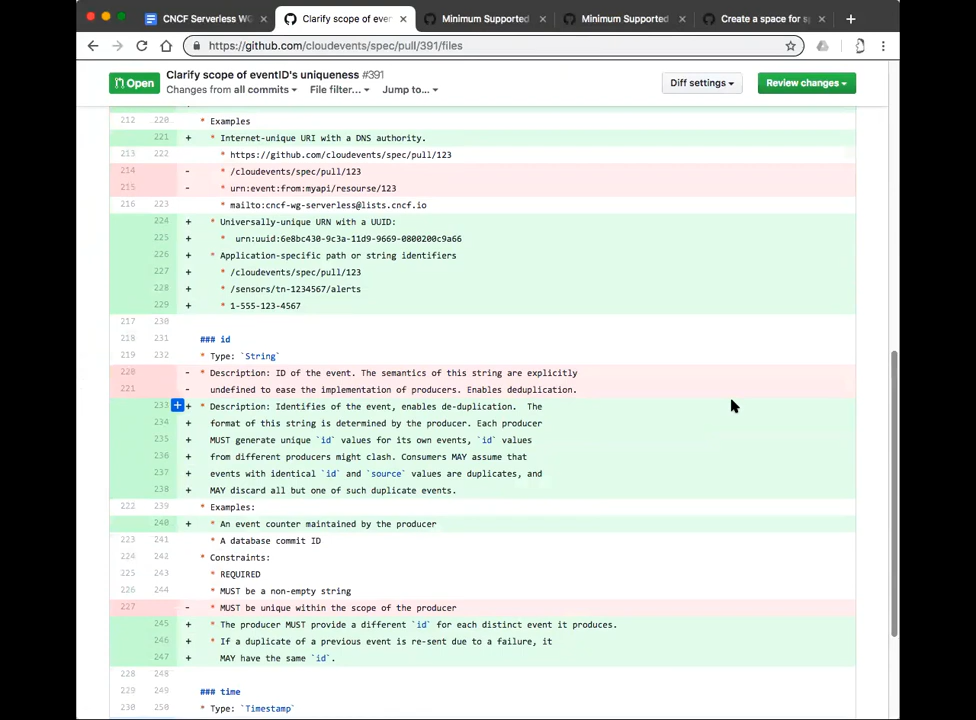 CNCF Serverless W
Clarify scope of even
Minimum Supported
Minimum Supported
Create a space for s
https://github.com/cloudevents/spec/pull/391/files
Open
Clarify scope of eventID's uniqueness #391
Changes from all commits File filter... Jump to...
Diff settings
Review changes
212 220 * Examples
221 + * Internet-unique URI with a DNS authority.
213 222 * https://github.com/cloudevents/spec/pull/123
214 - * /cloudevents/spec/pull/123
215 - * urn:event:from:myapi/resourse/123
216 223 * mailto:cncf-wg-serverless@lists.cncf.io
224 + * Universally-unique URN with a UUID:
225 + * urn:uuid:6e8bc430-9c3a-11d9-9669-0800200c9a66
226 + * Application-specific path or string identifiers
227 + * /cloudevents/spec/pull/123
228 + * /sensors/tn-1234567/alerts
229 + * 1-555-123-4567
217 230
218 231 ### id
219 232 * Type: `String`
220 - * Description: ID of the event. The semantics of this string are explicitly
221 - undefined to ease the implementation of producers. Enables deduplication.
233 + * Description: Identifies of the event, enables de-duplication. The
234 + format of this string is determined by the producer. Each producer
235 + MUST generate unique `id` values for its own events, `id` values
236 + from different producers might clash. Consumers MAY assume that
237 + events with identical `id` and `source` values are duplicates, and
238 + MAY discard all but one of such duplicate events.
222 239 * Examples:
240 + * An event counter maintained by the producer
223 241 * A database commit ID
224 242 * Constraints:
225 243 * REQUIRED
226 244 * MUST be a non-empty string
227 - * MUST be unique within the scope of the producer
245 + * The producer MUST provide a different `id` for each distinct event it produces.
246 + * If a duplicate of a previous event is re-sent due to a failure, it
247 + MAY have the same `id`.
228 248
229 249 ### time
230 250 * Type: `Timestamp`